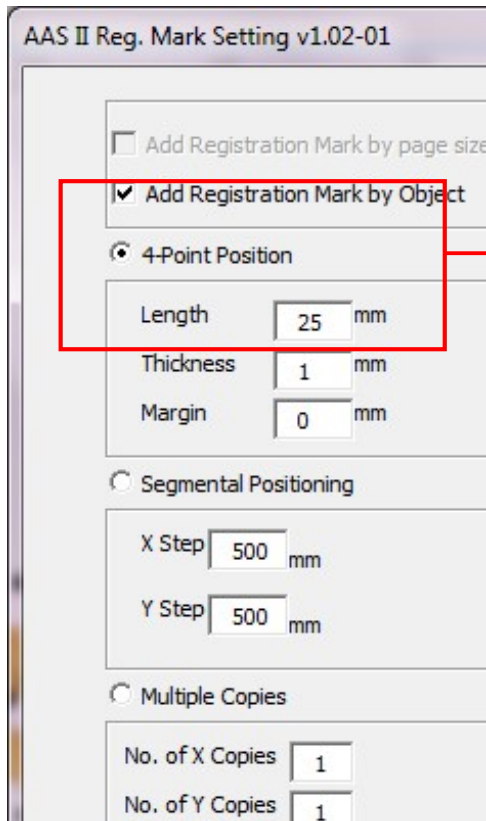 AAS II Reg. Mark Setting v1.02-01
Add Registration Mark by page size
Add Registration Mark by Object
4-Point Position
Length 25 mm
Thickness 1 mm
Margin 0 mm
Segmental Positioning
X Step 500 mm
Y Step 500 mm
Multiple Copies
No. of X Copies 1
No. of Y Copies 1